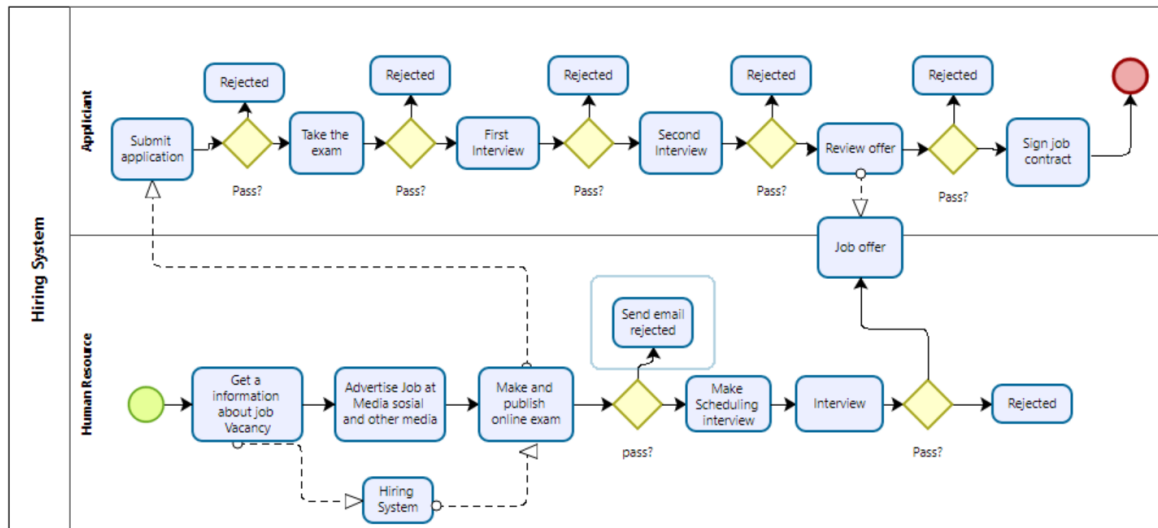 Hiring System
Appliciant
Rejected
Rejected
Rejected
Rejected
Rejected
Submit
application
Take the
exam
First
Interview
Second
Interview
Review offer
Sign job
contract
Pass?
Pass?
Pass?
Pass?
Pass?
Job offer
Human Resource
Send email
rejected
Get a
information
about job
Vacancy
Advertise Job at
Media sosial
and other media
Make and
publish
online exam
Make
Scheduling
interview
Interview
Rejected
pass?
Pass?
Hiring
System